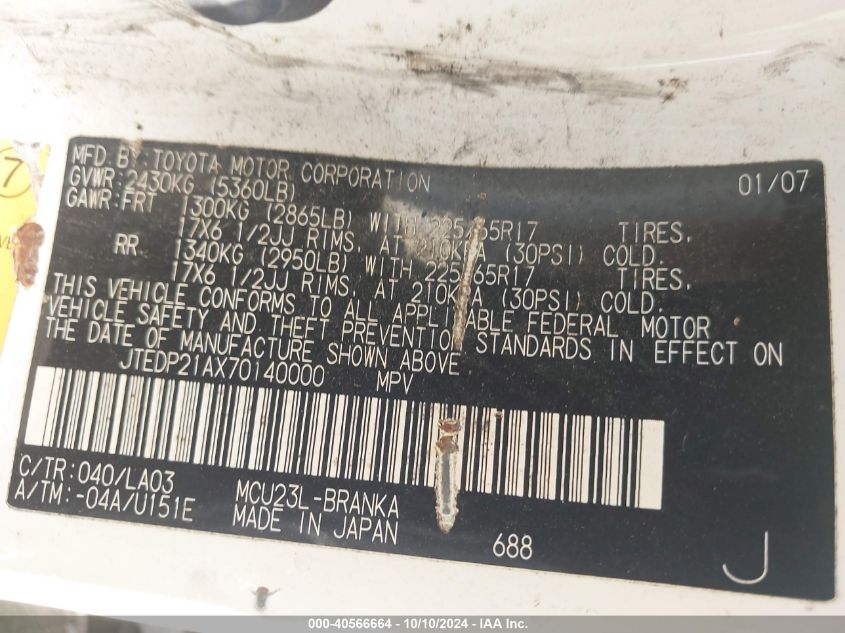 MFD. BY: TOYOTA MOTOR CORPORATION 01/07
GVWR: 2430KG (5360LB)
GAWR: FRT 1300KG (2865LB) WITH 225/65R17 TIRES,
17X6 1/2JJ RIMS, AT 210KPA (30PSI) COLD.
RR 1340KG (2950LB) WITH 225/65R17 TIRES,
17X6 1/2JJ RIMS, AT 210KPA (30PSI) COLD.
THIS VEHICLE CONFORMS TO ALL APPLICABLE FEDERAL MOTOR
VEHICLE SAFETY AND THEFT PREVENTION STANDARDS IN EFFECT ON
THE DATE OF MANUFACTURE SHOWN ABOVE.
JTEDP21AX70140000 MPV
C/TR: 040/LA03 MCU23L-BRANKA
A/TM: -04A/U151E MADE IN JAPAN 688 J
7
000-40566664 - 10/10/2024 - IAA Inc.